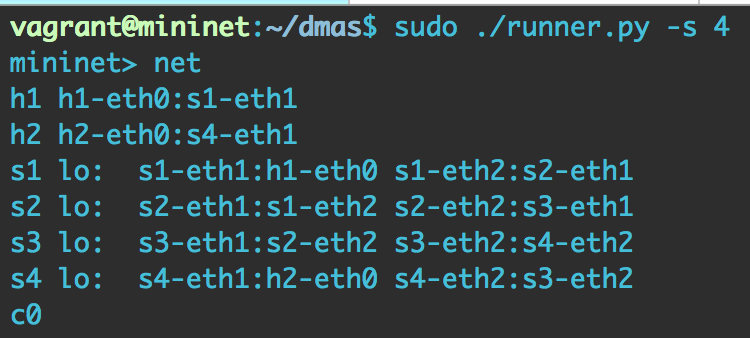 vagrant@mininet:~/dmas$ sudo ./runner.py -s 4
mininet> net
h1 h1-eth0:s1-eth1
h2 h2-eth0:s4-eth1
s1 lo:  s1-eth1:h1-eth0 s1-eth2:s2-eth1
s2 lo:  s2-eth1:s1-eth2 s2-eth2:s3-eth1
s3 lo:  s3-eth1:s2-eth2 s3-eth2:s4-eth2
s4 lo:  s4-eth1:h2-eth0 s4-eth2:s3-eth2
c0